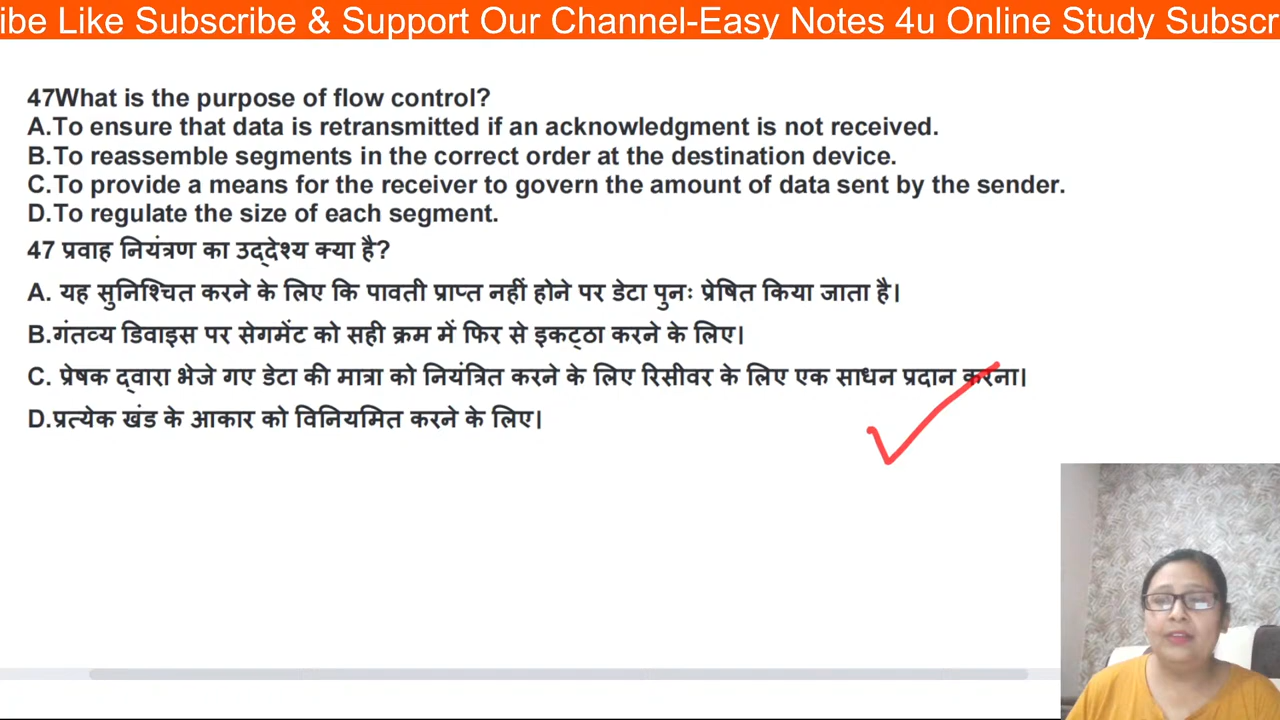 ibe Like Subscribe & Support Our Channel-Easy Notes 4u Online Study Subscr
47What is the purpose of flow control?
A.To ensure that data is retransmitted if an acknowledgment is not received.
B.To reassemble segments in the correct order at the destination device.
C.To provide a means for the receiver to govern the amount of data sent by the sender.
D.To regulate the size of each segment.
47 प्रवाह नियंत्रण का उद्देश्य क्या है?
A. यह सुनिश्चित करने के लिए कि पावती प्राप्त नहीं होने पर डेटा पुनः प्रेषित किया जाता है।
B.गंतव्य डिवाइस पर सेगमेंट को सही क्रम में फिर से इकट्ठा करने के लिए।
C. प्रेषक द्वारा भेजे गए डेटा की मात्रा को नियंत्रित करने के लिए रिसीवर के लिए एक साधन प्रदान करना।
D.प्रत्येक खंड के आकार को विनियमित करने के लिए।